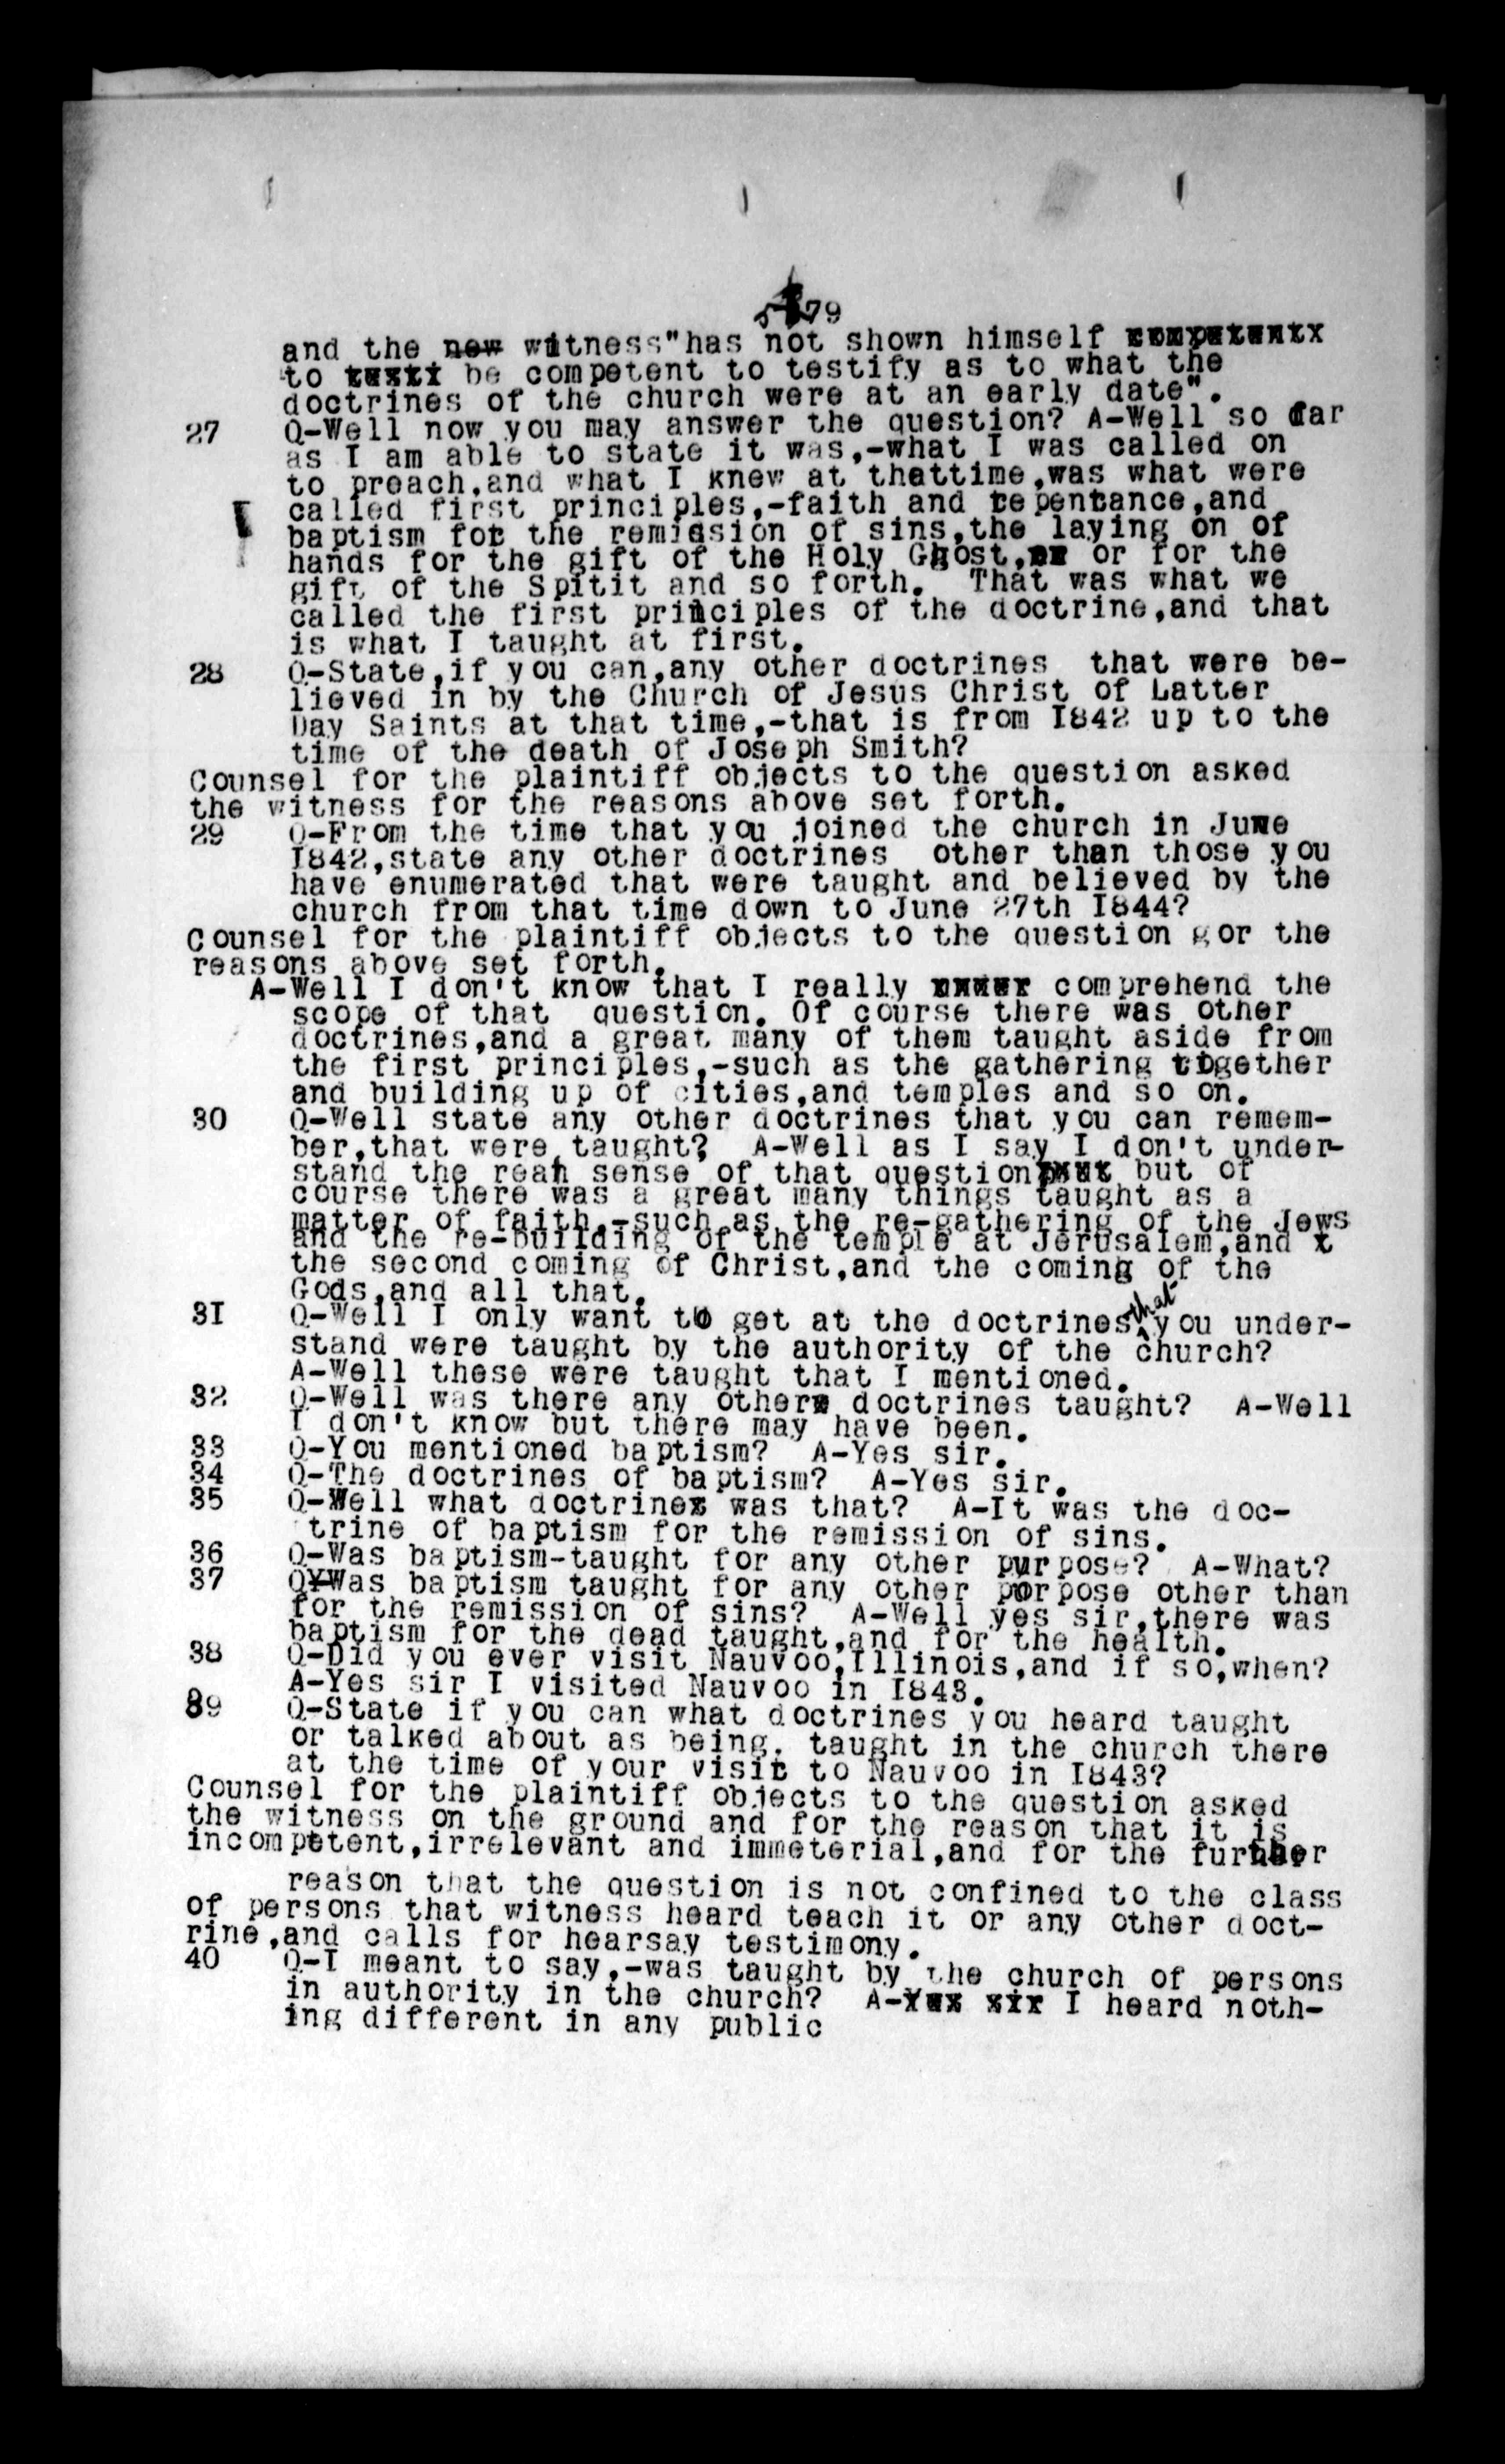 79
and the new witness"has not shown himself
to be competent to testify as to what the
doctrines of the church were at an early date".
27 Q-Well now you may answer the question? A-Well so far
as I am able to state it was,-what I was called on
to preach,and what I knew at thattime,was what were
called first principles,-faith and repentance,and
baptism for the remission of sins,the laying on of
hands for the gift of the Holy Ghost, or for the
gift of the Spitit and so forth. That was what we
called the first principles of the doctrine,and that
is what I taught at first.
28 Q-State,if you can,any other doctrines that were be-
lieved in by the Church of Jesus Christ of Latter
Day Saints at that time,-that is from I842 up to the
time of the death of Joseph Smith?
Counsel for the plaintiff objects to the question asked
the witness for the reasons above set forth.
29 Q-From the time that you joined the church in June
I842,state any other doctrines other than those you
have enumerated that were taught and believed by the
church from that time down to June 27th I844?
Counsel for the plaintiff objects to the question gor the
reasons above set forth.
A-Well I don't know that I really comprehend the
scope of that question. Of course there was other
doctrines,and a great many of them taught aside from
the first principles,-such as the gathering together
and building up of cities,and temples and so on.
30 Q-Well state any other doctrines that you can remem-
ber,that were taught? A-Well as I say I don't under-
stand the reah sense of that question but of
course there was a great many things taught as a
matter of faith,-such as the re-gathering of the Jews
and the re-building of the temple at Jerusalem,and t
the second coming of Christ,and the coming of the
Gods,and all that.
3I Q-Well I only want to get at the doctrines that you under-
stand were taught by the authority of the church?
A-Well these were taught that I mentioned.
32 Q-Well was there any other doctrines taught? A-Well
I don't know but there may have been.
33 Q-You mentioned baptism? A-Yes sir.
34 Q-The doctrines of baptism? A-Yes sir.
35 Q-Well what doctrine was that? A-It was the doc-
trine of baptism for the remission of sins.
36 Q-Was baptism-taught for any other purpose? A-What?
37 Q-Was baptism taught for any other purpose other than
for the remission of sins? A-Well yes sir,there was
baptism for the dead taught,and for the health.
38 Q-Did you ever visit Nauvoo,Illinois,and if so,when?
A-Yes sir I visited Nauvoo in I843.
39 Q-State if you can what doctrines you heard taught
or talked about as being. taught in the church there
at the time of your visit to Nauvoo in I843?
Counsel for the plaintiff objects to the question asked
the witness on the ground and for the reason that it is
incompetent,irrelevant and immeterial,and for the further
reason that the question is not confined to the class
of persons that witness heard teach it or any other doct-
rine,and calls for hearsay testimony.
40 Q-I meant to say,-was taught by the church of persons
in authority in the church? A-Yes sir I heard noth-
ing different in any public